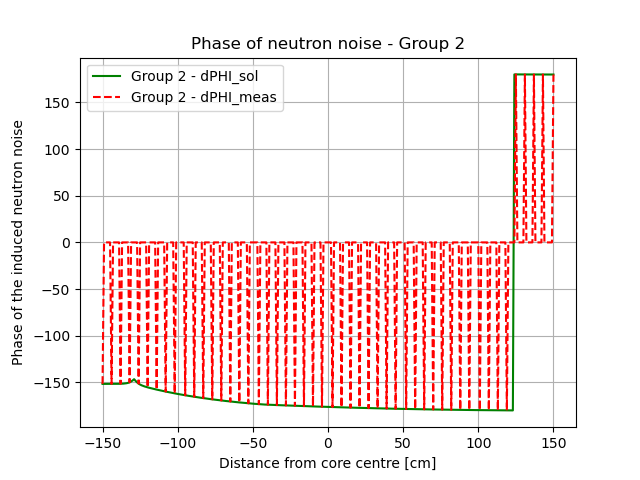 Phase of neutron noise - Group 2
Group 2 - dPHI_sol
Group 2 - dPHI_meas
Phase of the induced neutron noise
150
100
50
0
−50
−100
−150
−150
−100
−50
0
50
100
150
Distance from core centre [cm]